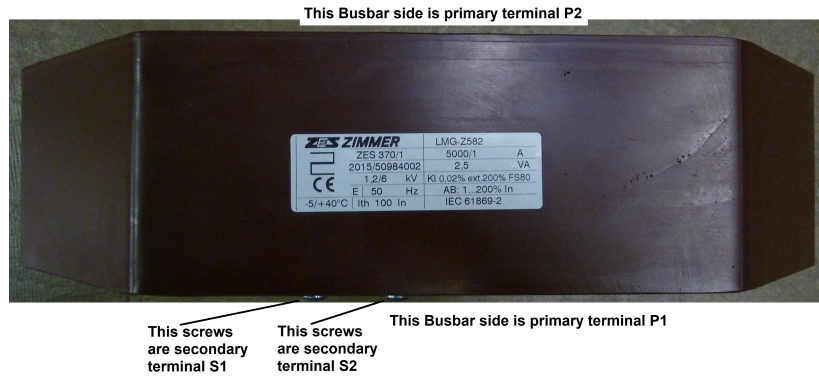 This Busbar side is primary terminal P2
ZES ZIMMER LMG-Z582
ZES 370/1 5000/1 A
2015/50984002 2,5 VA
1,2/6 kV Kl 0,02% ext.200% FS80
CE E 50 Hz AB: 1...200% In
-5/+40°C Ith 100 In IEC 61869-2
This Busbar side is primary terminal P1
This screws
are secondary
terminal S1
This screws
are secondary
terminal S2